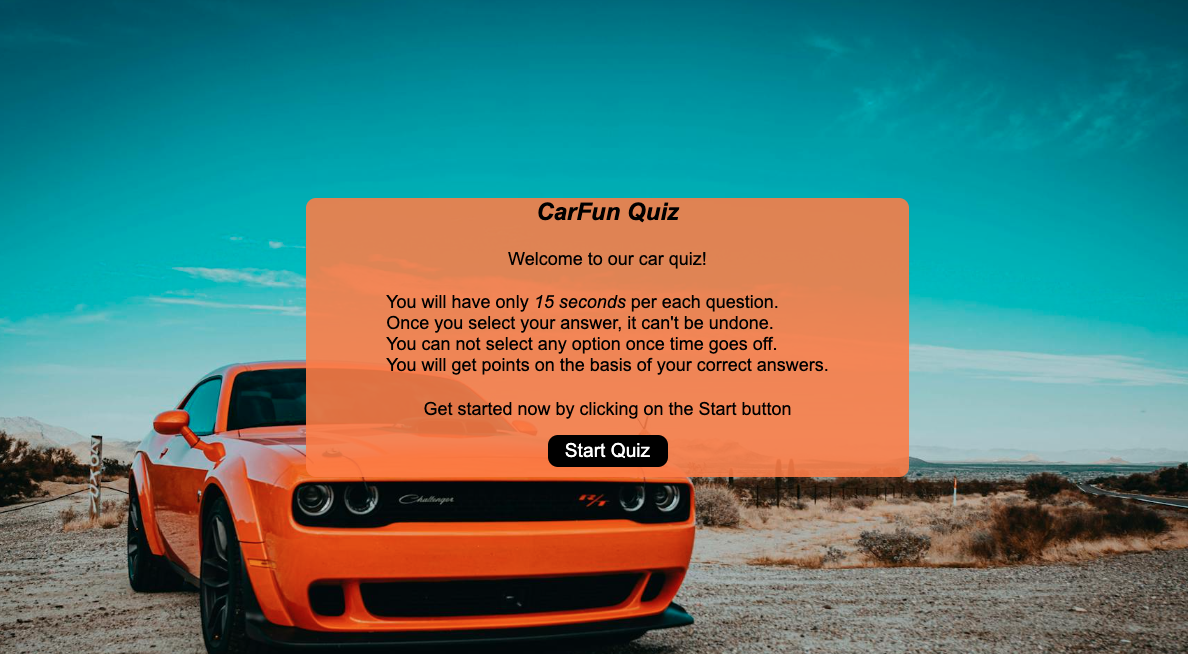 CarFun Quiz
Welcome to our car quiz!
You will have only 15 seconds per each question.
Once you select your answer, it can't be undone.
You can not select any option once time goes off.
You will get points on the basis of your correct answers.
Get started now by clicking on the Start button
Start Quiz
Challenger
R/T